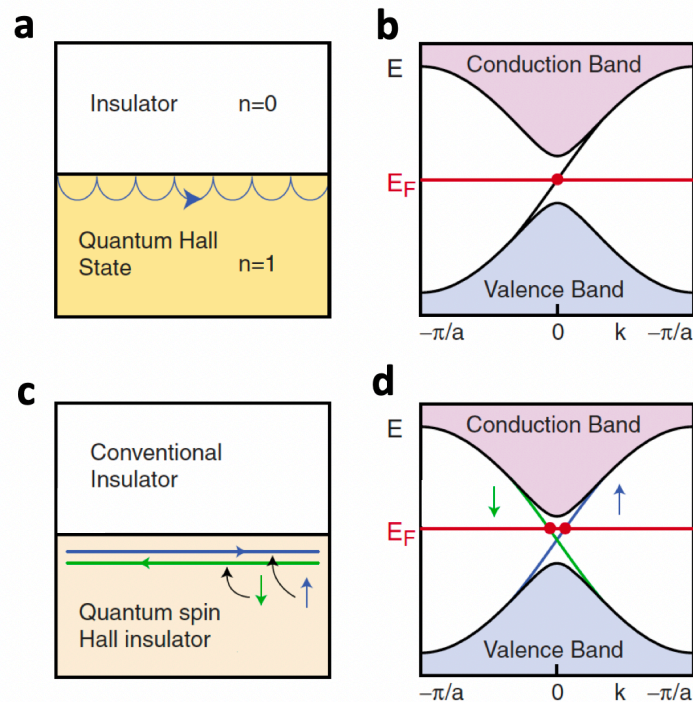 a
Insulator n=0
Quantum Hall
State n=1
b
E
Conduction Band
E_F
Valence Band
−π/a 0 k −π/a
c
Conventional
Insulator
Quantum spin
Hall insulator
d
E
Conduction Band
E_F
Valence Band
−π/a 0 k −π/a